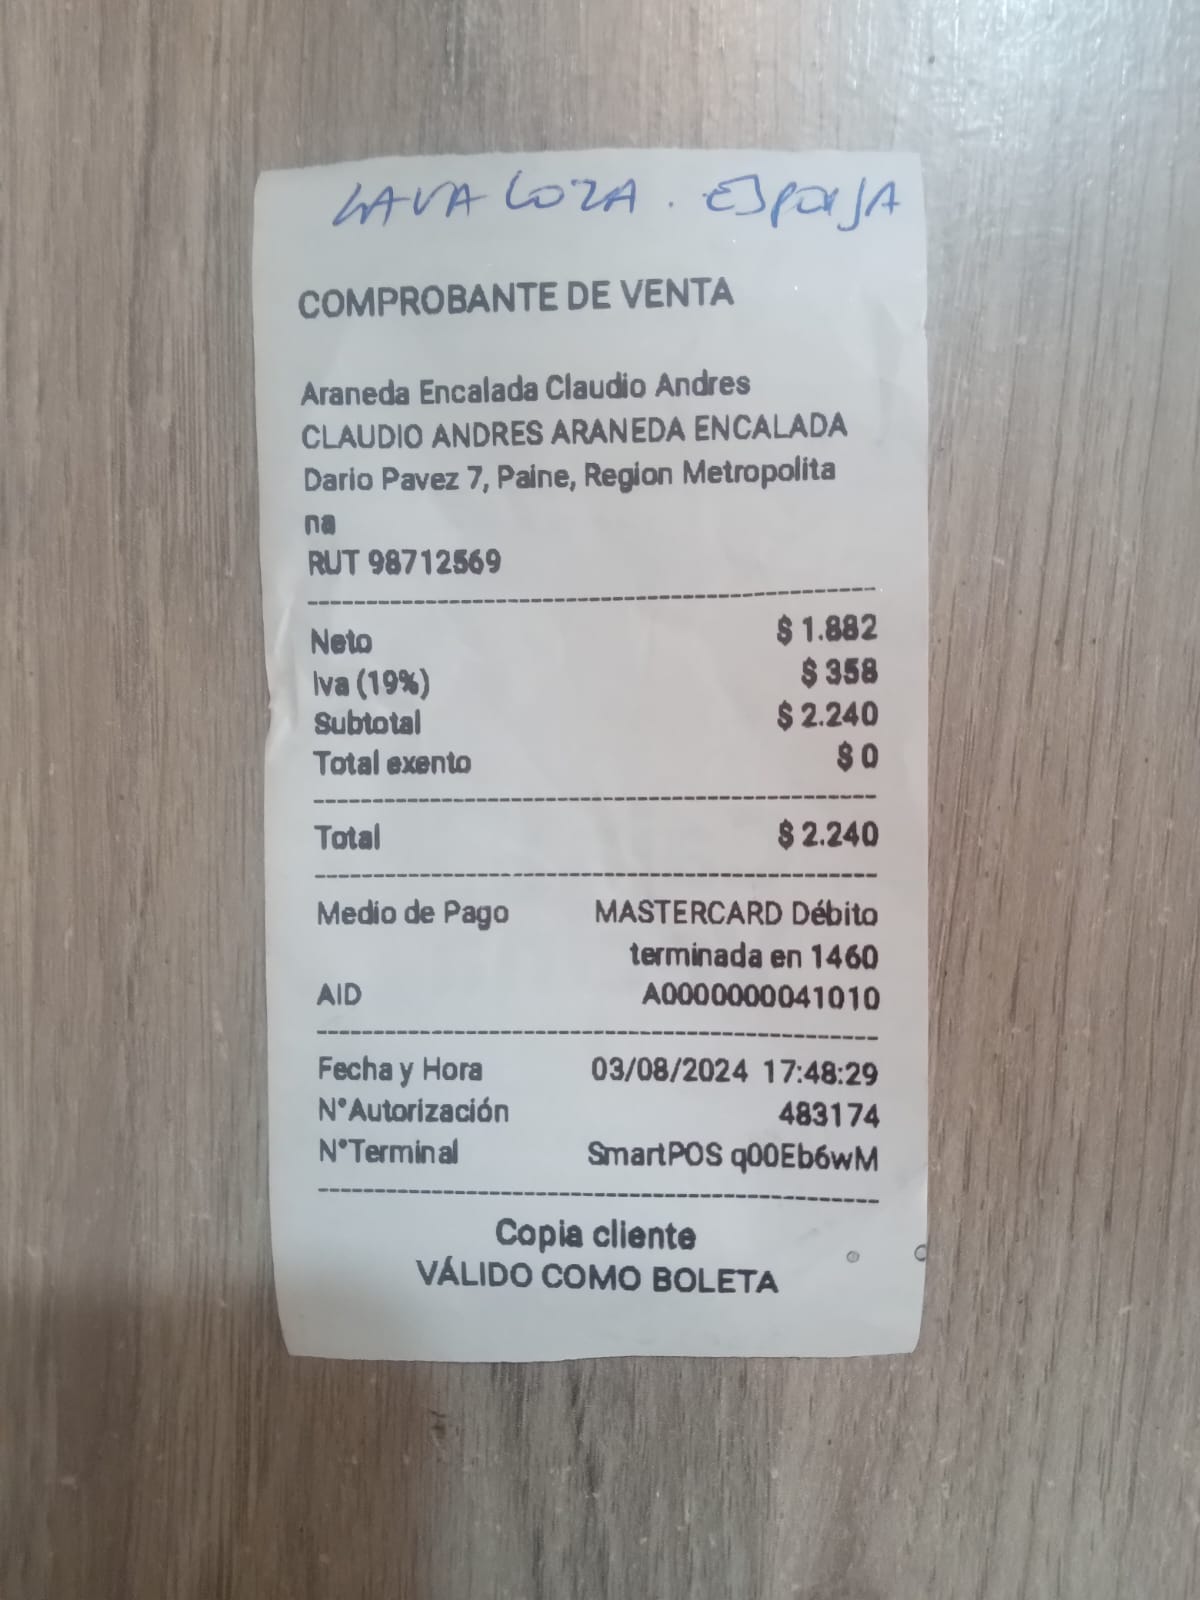 LAVA LOZA. ESPONJA
COMPROBANTE DE VENTA
Araneda Encalada Claudio Andres
CLAUDIO ANDRES ARANEDA ENCALADA
Dario Pavez 7, Paine, Region Metropolita
na
RUT 98712569
Neto $ 1.882
Iva (19%) $ 358
Subtotal $ 2.240
Total exento $ 0
Total $ 2.240
Medio de Pago MASTERCARD Débito
terminada en 1460
AID A0000000041010
Fecha y Hora 03/08/2024 17:48:29
N°Autorización 483174
N°Terminal SmartPOS q00Eb6wM
Copia cliente
VÁLIDO COMO BOLETA